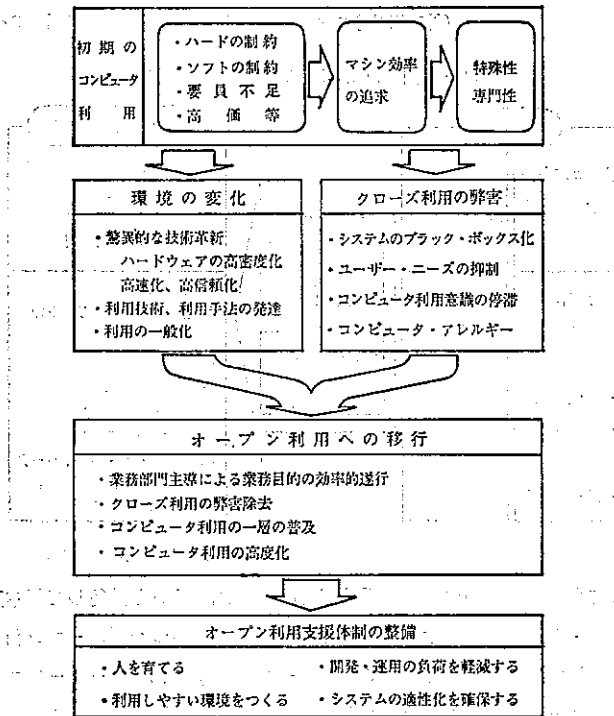 初期の
コンピュータ
利用
・ハードの制約
・ソフトの制約
・要員不足
・高価等
マシン効率
の追求
特殊性
専門性
環境の変化
・驚異的な技術革新
ハードウェアの高密度化
高速化、高信頼化
・利用技術、利用手法の発達
・利用の一般化
クローズ利用の弊害
・システムのブラック・ボックス化
・ユーザー・ニーズの抑制
・コンピュータ利用意識の停滞
・コンピュータ・アレルギー
オープン利用への移行
・業務部門主導による業務目的の効率的遂行
・クローズ利用の弊害除去
・コンピュータ利用の一層の普及
・コンピュータ利用の高度化
オープン利用支援体制の整備
・人を育てる
・利用しやすい環境をつくる
・開発・運用の負荷を軽減する
・システムの適性化を確保する